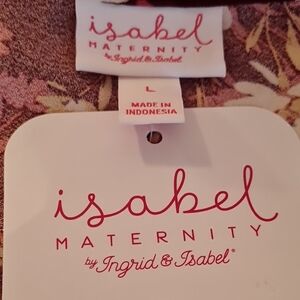 isabel
MATERNITY
by Ingrid & Isabel
L
MADE IN
INDONESIA
isabel
MATERNITY
by Ingrid & Isabel®